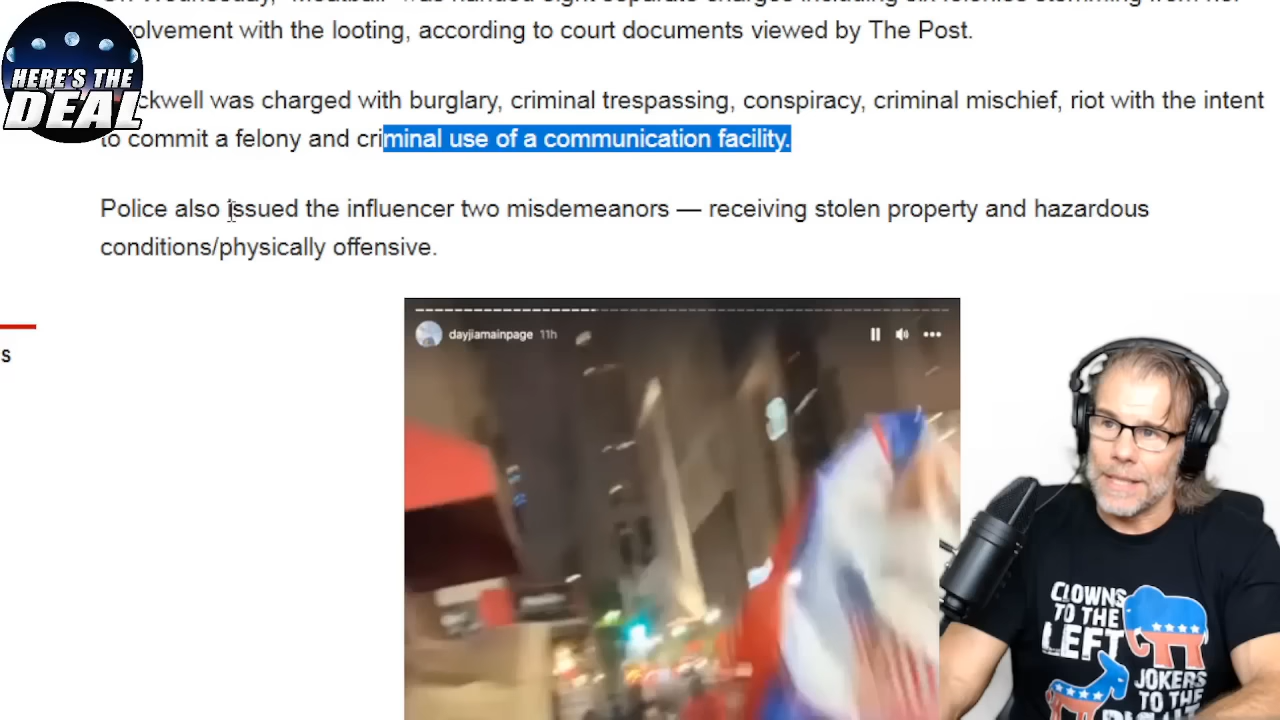 involvement with the looting, according to court documents viewed by The Post.
HERE'S THE
DEAL
ckwell was charged with burglary, criminal trespassing, conspiracy, criminal mischief, riot with the intent
to commit a felony and criminal use of a communication facility.
Police also issued the influencer two misdemeanors — receiving stolen property and hazardous
conditions/physically offensive.
dayjiamainpage 11h
s
CLOWNS
TO THE
LEFT
JOKERS
TO THE